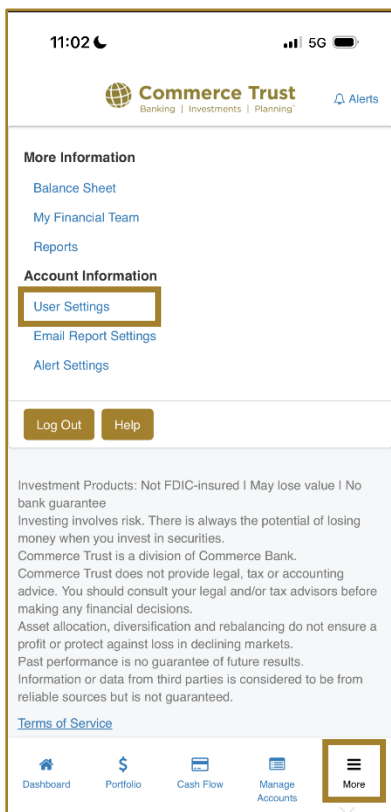 11:02
5G
Commerce Trust
Banking | Investments | Planning
Alerts
More Information
Balance Sheet
My Financial Team
Reports
Account Information
User Settings
Email Report Settings
Alert Settings
Log Out
Help
Investment Products: Not FDIC-insured I May lose value I No
bank guarantee
Investing involves risk. There is always the potential of losing
money when you invest in securities.
Commerce Trust is a division of Commerce Bank.
Commerce Trust does not provide legal, tax or accounting
advice. You should consult your legal and/or tax advisors before
making any financial decisions.
Asset allocation, diversification and rebalancing do not ensure a
profit or protect against loss in declining markets.
Past performance is no guarantee of future results.
Information or data from third parties is considered to be from
reliable sources but is not guaranteed.
Terms of Service
Dashboard
Portfolio
Cash Flow
Manage
Accounts
More